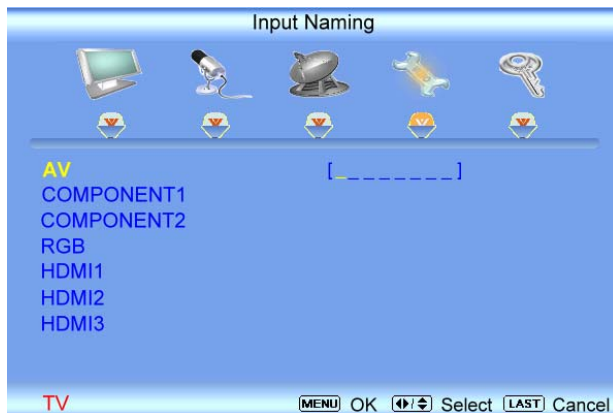 Input Naming
AV [________]
COMPONENT1
COMPONENT2
RGB
HDMI1
HDMI2
HDMI3
TV MENU OK Select LAST Cancel